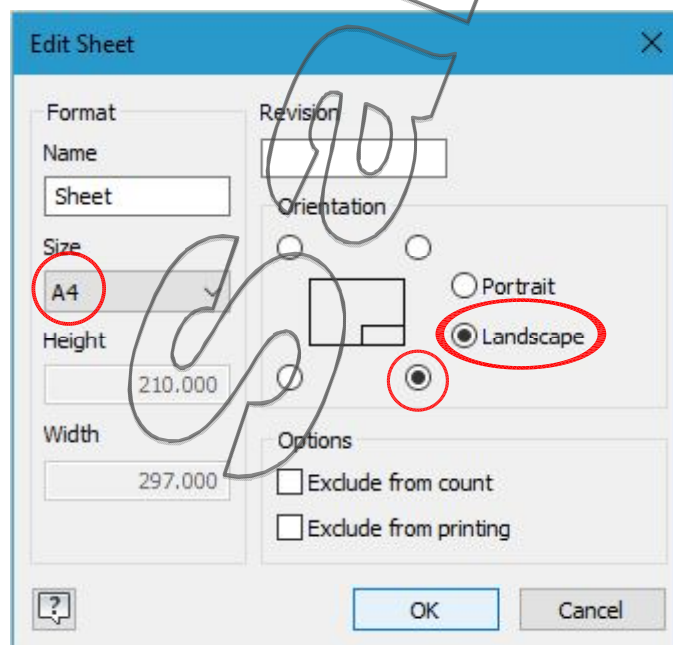 Edit Sheet
Format
Name
Sheet
Size
A4
Height
210.000
Width
297.000
Revision
Orientation
Portrait
Landscape
Options
Exclude from count
Exclude from printing
?
OK
Cancel